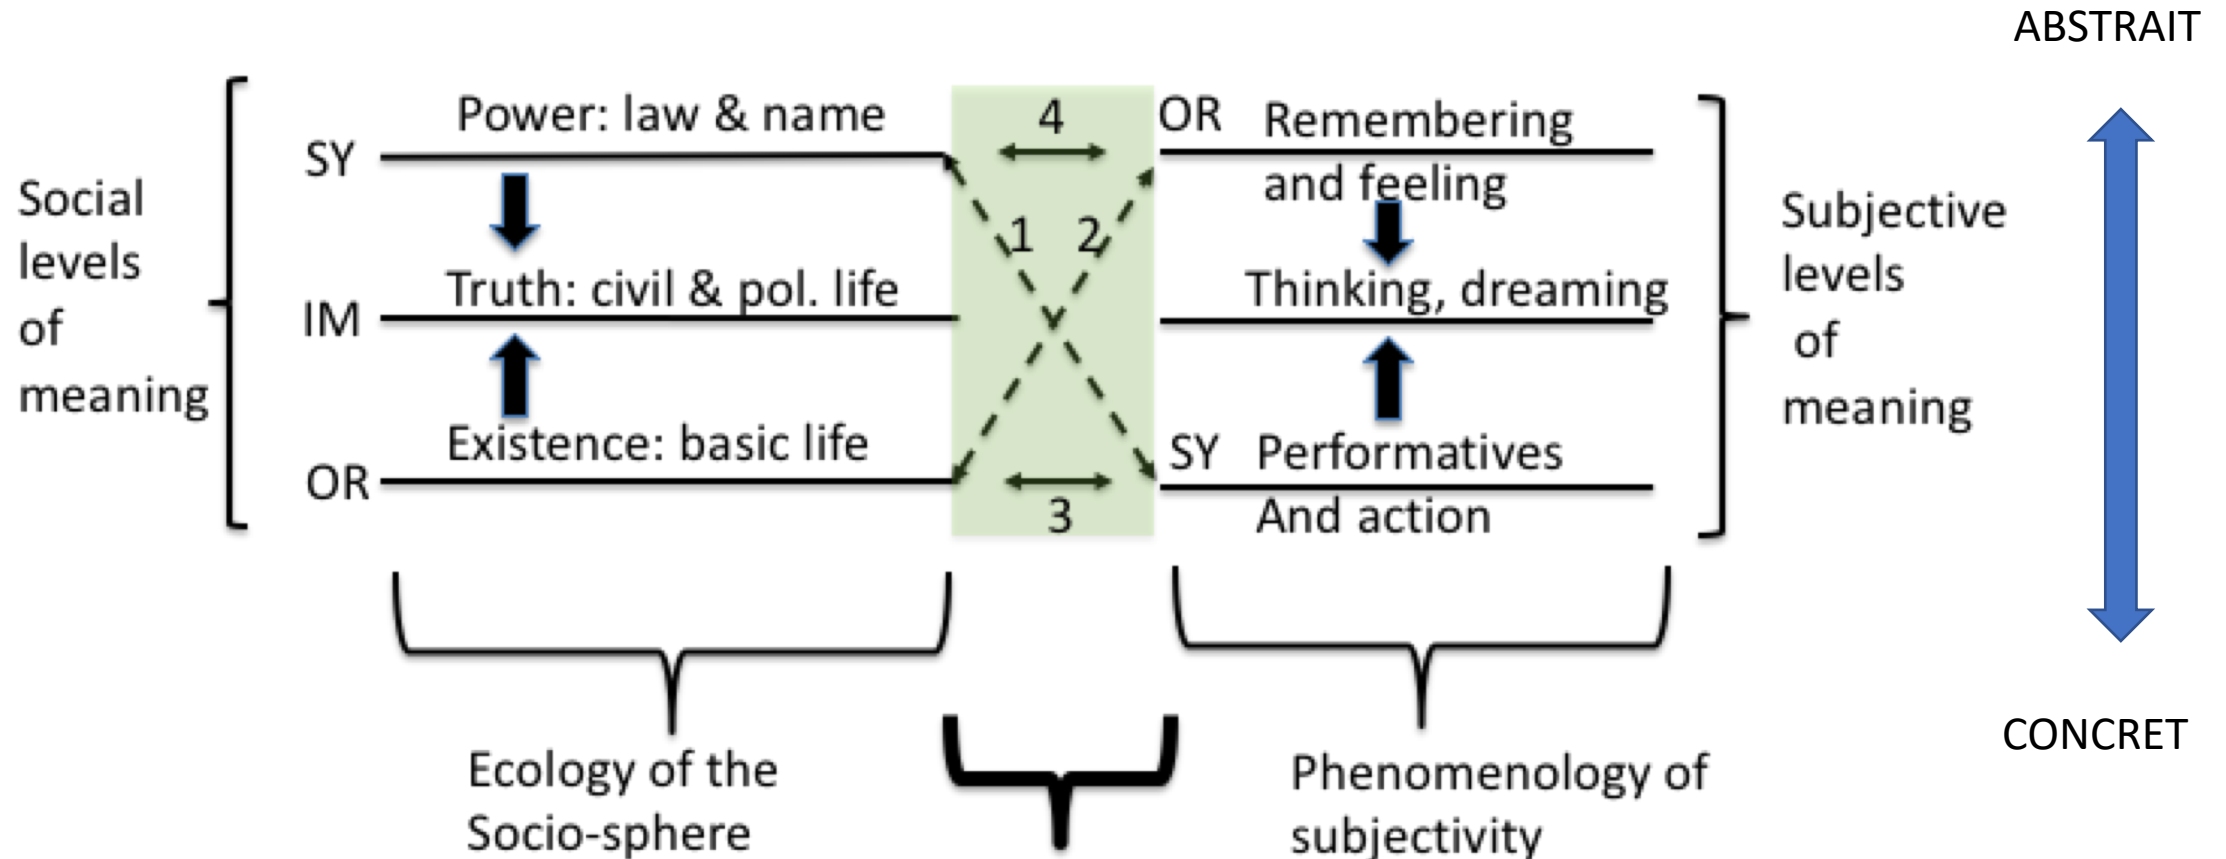 ABSTRAIT
Social
levels
of
meaning
SY
Power: law & name
IM
Truth: civil & pol. life
OR
Existence: basic life
4
1
2
3
OR
Remembering
and feeling
Thinking, dreaming
SY
Performatives
And action
Subjective
levels
of
meaning
CONCRET
Ecology of the
Socio-sphere
Phenomenology of
subjectivity